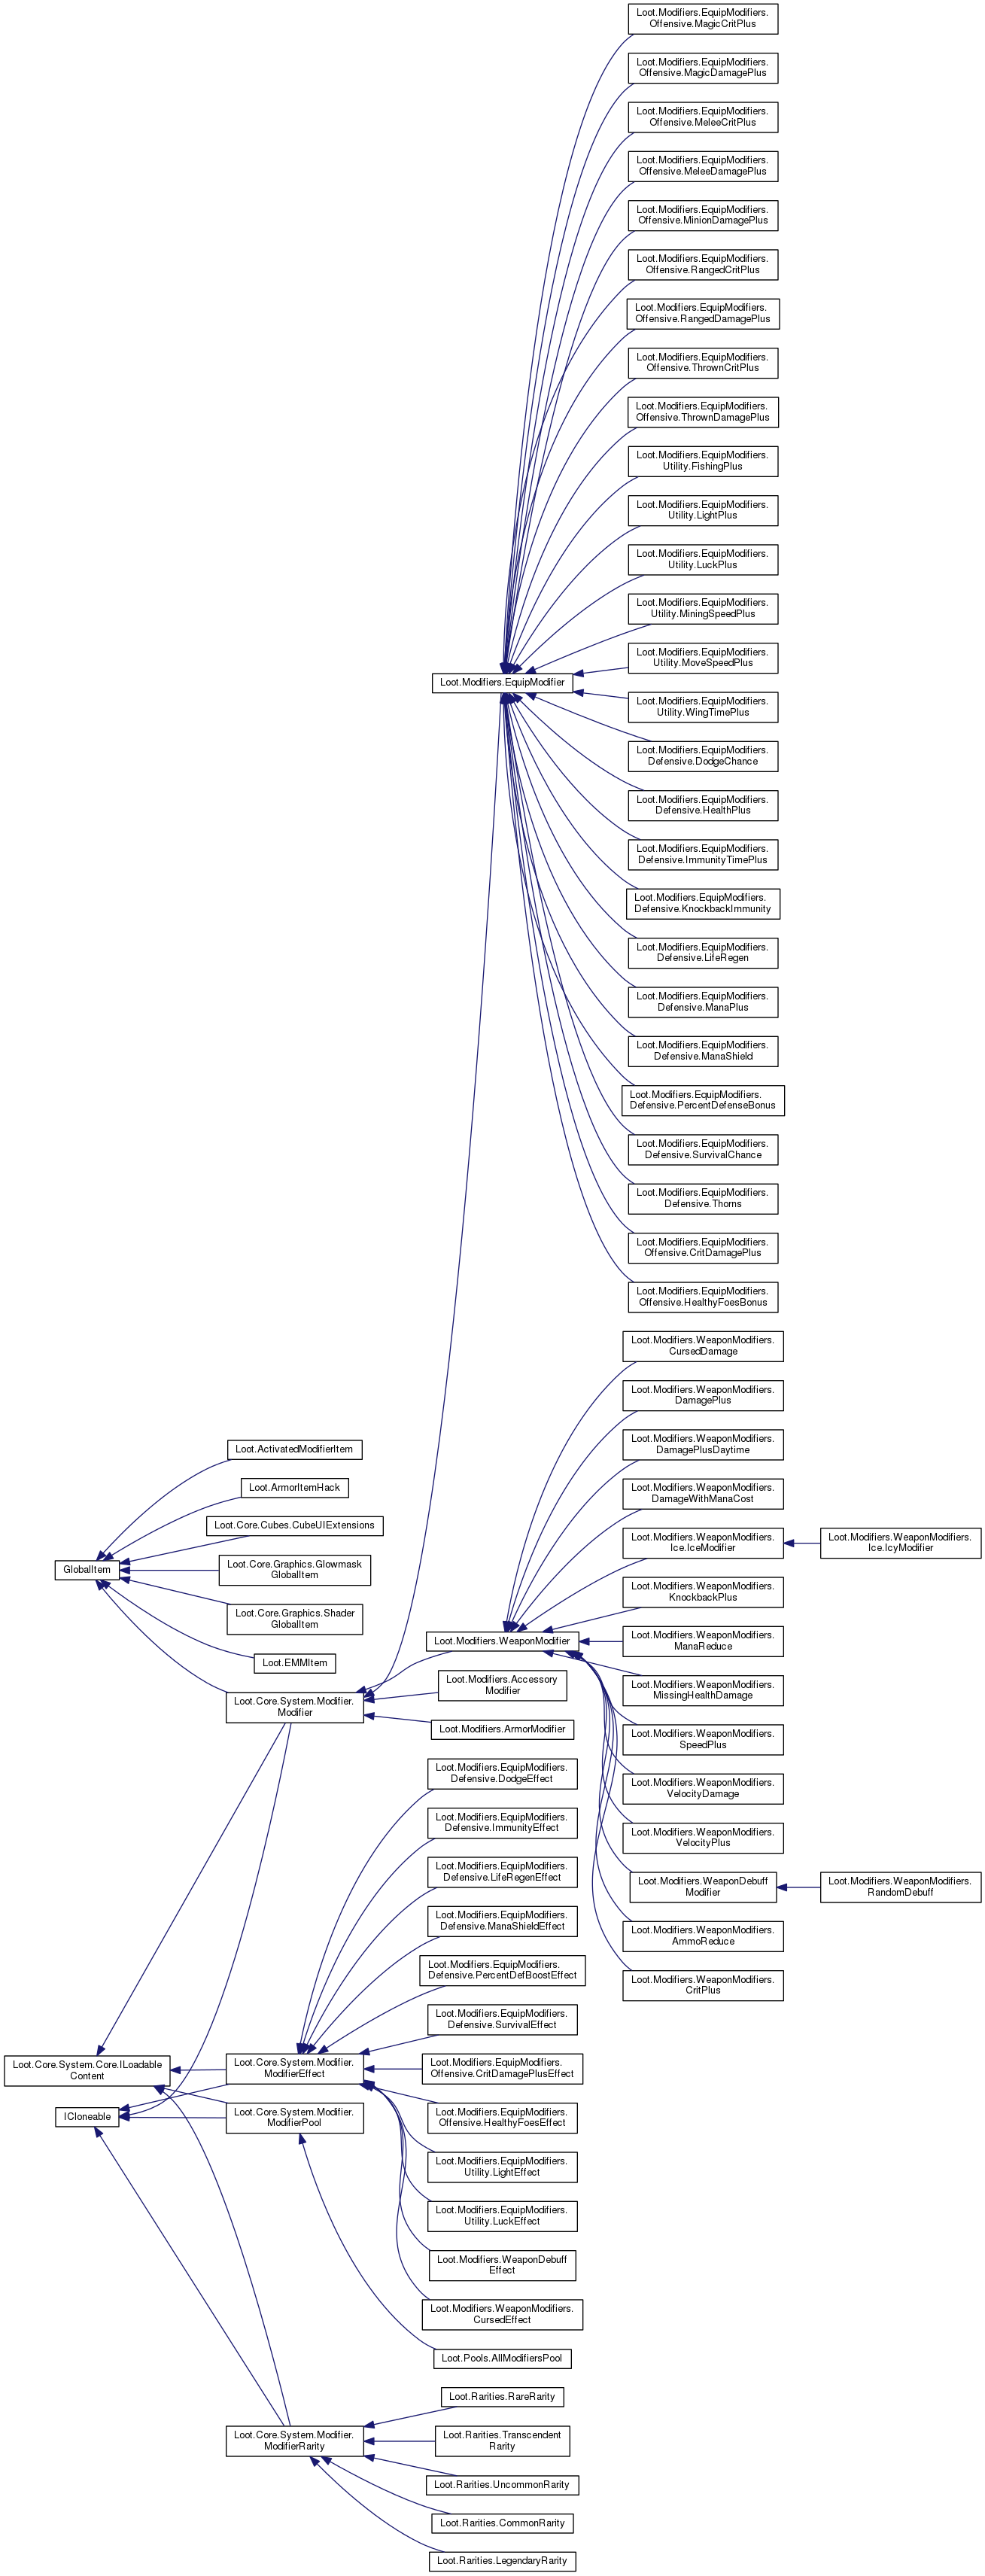 Loot.Modifiers.EquipModifiers.
Offensive.MagicCritPlus
Loot.Modifiers.EquipModifiers.
Offensive.MagicDamagePlus
Loot.Modifiers.EquipModifiers.
Offensive.MeleeCritPlus
Loot.Modifiers.EquipModifiers.
Offensive.MeleeDamagePlus
Loot.Modifiers.EquipModifiers.
Offensive.MinionDamagePlus
Loot.Modifiers.EquipModifiers.
Offensive.RangedCritPlus
Loot.Modifiers.EquipModifiers.
Offensive.RangedDamagePlus
Loot.Modifiers.EquipModifiers.
Offensive.ThrownCritPlus
Loot.Modifiers.EquipModifiers.
Offensive.ThrownDamagePlus
Loot.Modifiers.EquipModifiers.
Utility.FishingPlus
Loot.Modifiers.EquipModifiers.
Utility.LightPlus
Loot.Modifiers.EquipModifiers.
Utility.LuckPlus
Loot.Modifiers.EquipModifiers.
Utility.MiningSpeedPlus
Loot.Modifiers.EquipModifiers.
Utility.MoveSpeedPlus
Loot.Modifiers.EquipModifier
Loot.Modifiers.EquipModifiers.
Utility.WingTimePlus
Loot.Modifiers.EquipModifiers.
Defensive.DodgeChance
Loot.Modifiers.EquipModifiers.
Defensive.HealthPlus
Loot.Modifiers.EquipModifiers.
Defensive.ImmunityTimePlus
Loot.Modifiers.EquipModifiers.
Defensive.KnockbackImmunity
Loot.Modifiers.EquipModifiers.
Defensive.LifeRegen
Loot.Modifiers.EquipModifiers.
Defensive.ManaPlus
Loot.Modifiers.EquipModifiers.
Defensive.ManaShield
Loot.Modifiers.EquipModifiers.
Defensive.PercentDefenseBonus
Loot.Modifiers.EquipModifiers.
Defensive.SurvivalChance
Loot.Modifiers.EquipModifiers.
Defensive.Thorns
Loot.Modifiers.EquipModifiers.
Offensive.CritDamagePlus
Loot.Modifiers.EquipModifiers.
Offensive.HealthyFoesBonus
Loot.Modifiers.WeaponModifiers.
CursedDamage
Loot.Modifiers.WeaponModifiers.
DamagePlus
Loot.Modifiers.WeaponModifiers.
DamagePlusDaytime
Loot.Modifiers.WeaponModifiers.
DamageWithManaCost
Loot.Modifiers.WeaponModifiers.
Ice.IceModifier
Loot.Modifiers.WeaponModifiers.
Ice.IcyModifier
Loot.Modifiers.WeaponModifiers.
KnockbackPlus
Loot.Modifiers.WeaponModifier
Loot.Modifiers.WeaponModifiers.
ManaReduce
Loot.Modifiers.WeaponModifiers.
MissingHealthDamage
Loot.Modifiers.WeaponModifiers.
SpeedPlus
Loot.Modifiers.WeaponModifiers.
VelocityDamage
Loot.Modifiers.WeaponModifiers.
VelocityPlus
Loot.Modifiers.WeaponDebuff
Modifier
Loot.Modifiers.WeaponModifiers.
RandomDebuff
Loot.Modifiers.WeaponModifiers.
AmmoReduce
Loot.Modifiers.WeaponModifiers.
CritPlus
Loot.ActivatedModifierItem
Loot.ArmorItemHack
Loot.Core.Cubes.CubeUIExtensions
GlobalItem
Loot.Core.Graphics.Glowmask
GlobalItem
Loot.Core.Graphics.Shader
GlobalItem
Loot.EMMItem
Loot.Core.System.Modifier.
Modifier
Loot.Modifiers.Accessory
Modifier
Loot.Modifiers.ArmorModifier
Loot.Modifiers.EquipModifiers.
Defensive.DodgeEffect
Loot.Modifiers.EquipModifiers.
Defensive.ImmunityEffect
Loot.Modifiers.EquipModifiers.
Defensive.LifeRegenEffect
Loot.Modifiers.EquipModifiers.
Defensive.ManaShieldEffect
Loot.Modifiers.EquipModifiers.
Defensive.PercentDefBoostEffect
Loot.Modifiers.EquipModifiers.
Defensive.SurvivalEffect
Loot.Core.System.Core.ILoadable
Content
Loot.Core.System.Modifier.
ModifierEffect
Loot.Modifiers.EquipModifiers.
Offensive.CritDamagePlusEffect
ICloneable
Loot.Core.System.Modifier.
ModifierPool
Loot.Modifiers.EquipModifiers.
Offensive.HealthyFoesEffect
Loot.Modifiers.EquipModifiers.
Utility.LightEffect
Loot.Modifiers.EquipModifiers.
Utility.LuckEffect
Loot.Modifiers.WeaponDebuff
Effect
Loot.Modifiers.WeaponModifiers.
CursedEffect
Loot.Pools.AllModifiersPool
Loot.Rarities.RareRarity
Loot.Core.System.Modifier.
ModifierRarity
Loot.Rarities.Transcendent
Rarity
Loot.Rarities.UncommonRarity
Loot.Rarities.CommonRarity
Loot.Rarities.LegendaryRarity